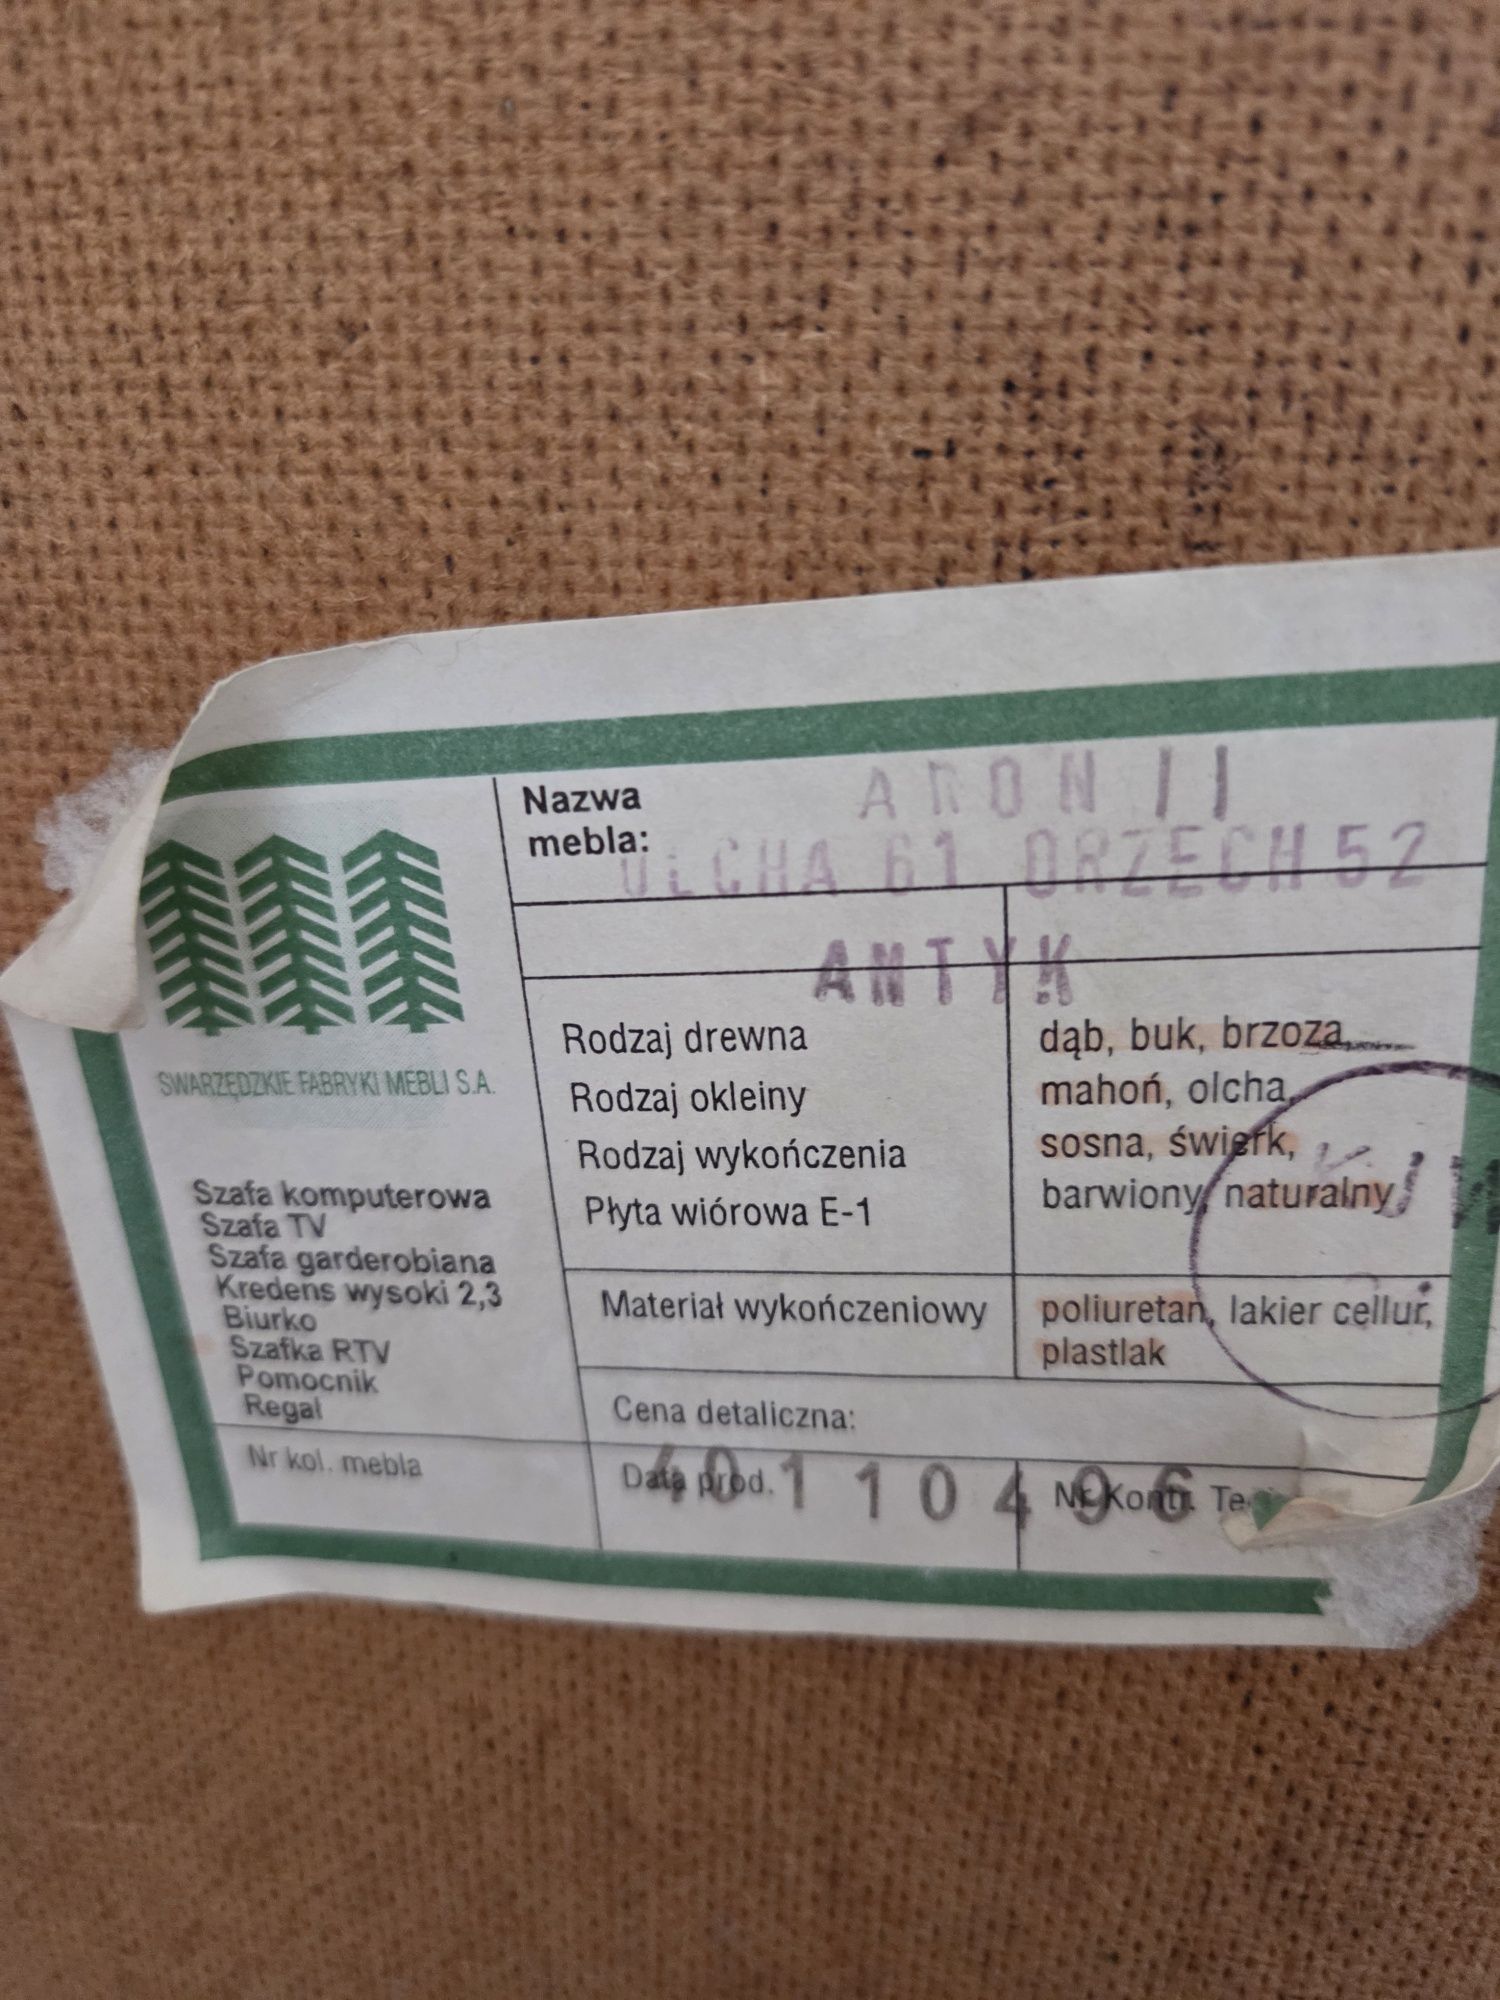 Nazwa
mebla:
ARON II
OLCHA 61 ORZECH 52
ANTYK
SWARZĘDZKIE FABRYKI MEBLI S.A.
Szafa komputerowa
Szafa TV
Szafa garderobiana
Kredens wysoki 2,3
Biurko
Szafka RTV
Pomocnik
Regał
Nr kol. mebla
Rodzaj drewna
Rodzaj okleiny
Rodzaj wykończenia
Płyta wiórowa E-1
dąb, buk, brzoza,
mahoń, olcha,
sosna, świerk,
barwiony, naturalny
Materiał wykończeniowy
poliuretan, lakier cellul.,
plastlak
Cena detaliczna:
Data prod.
401 10496
Nr Kontr.